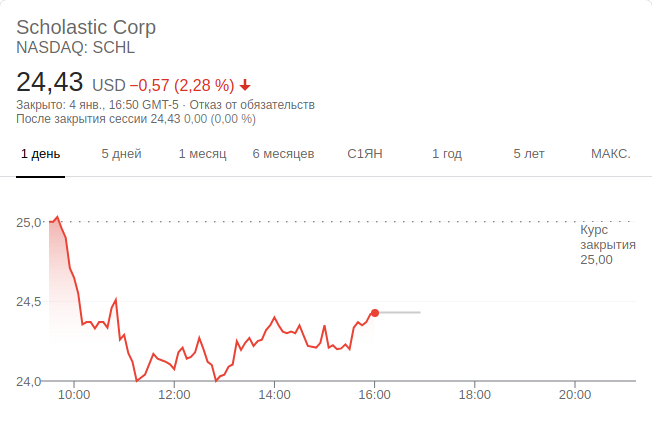 Scholastic Corp
NASDAQ: SCHL
24,43 USD −0,57 (2,28 %)
Закрыто: 4 янв., 16:50 GMT-5 · Отказ от обязательств
После закрытия сессии 24,43 0,00 (0,00 %)
1 день 5 дней 1 месяц 6 месяцев С1ЯН 1 год 5 лет МАКС.
25,0
Курс
закрытия
25,00
24,5
24,0
10:00 12:00 14:00 16:00 18:00 20:00